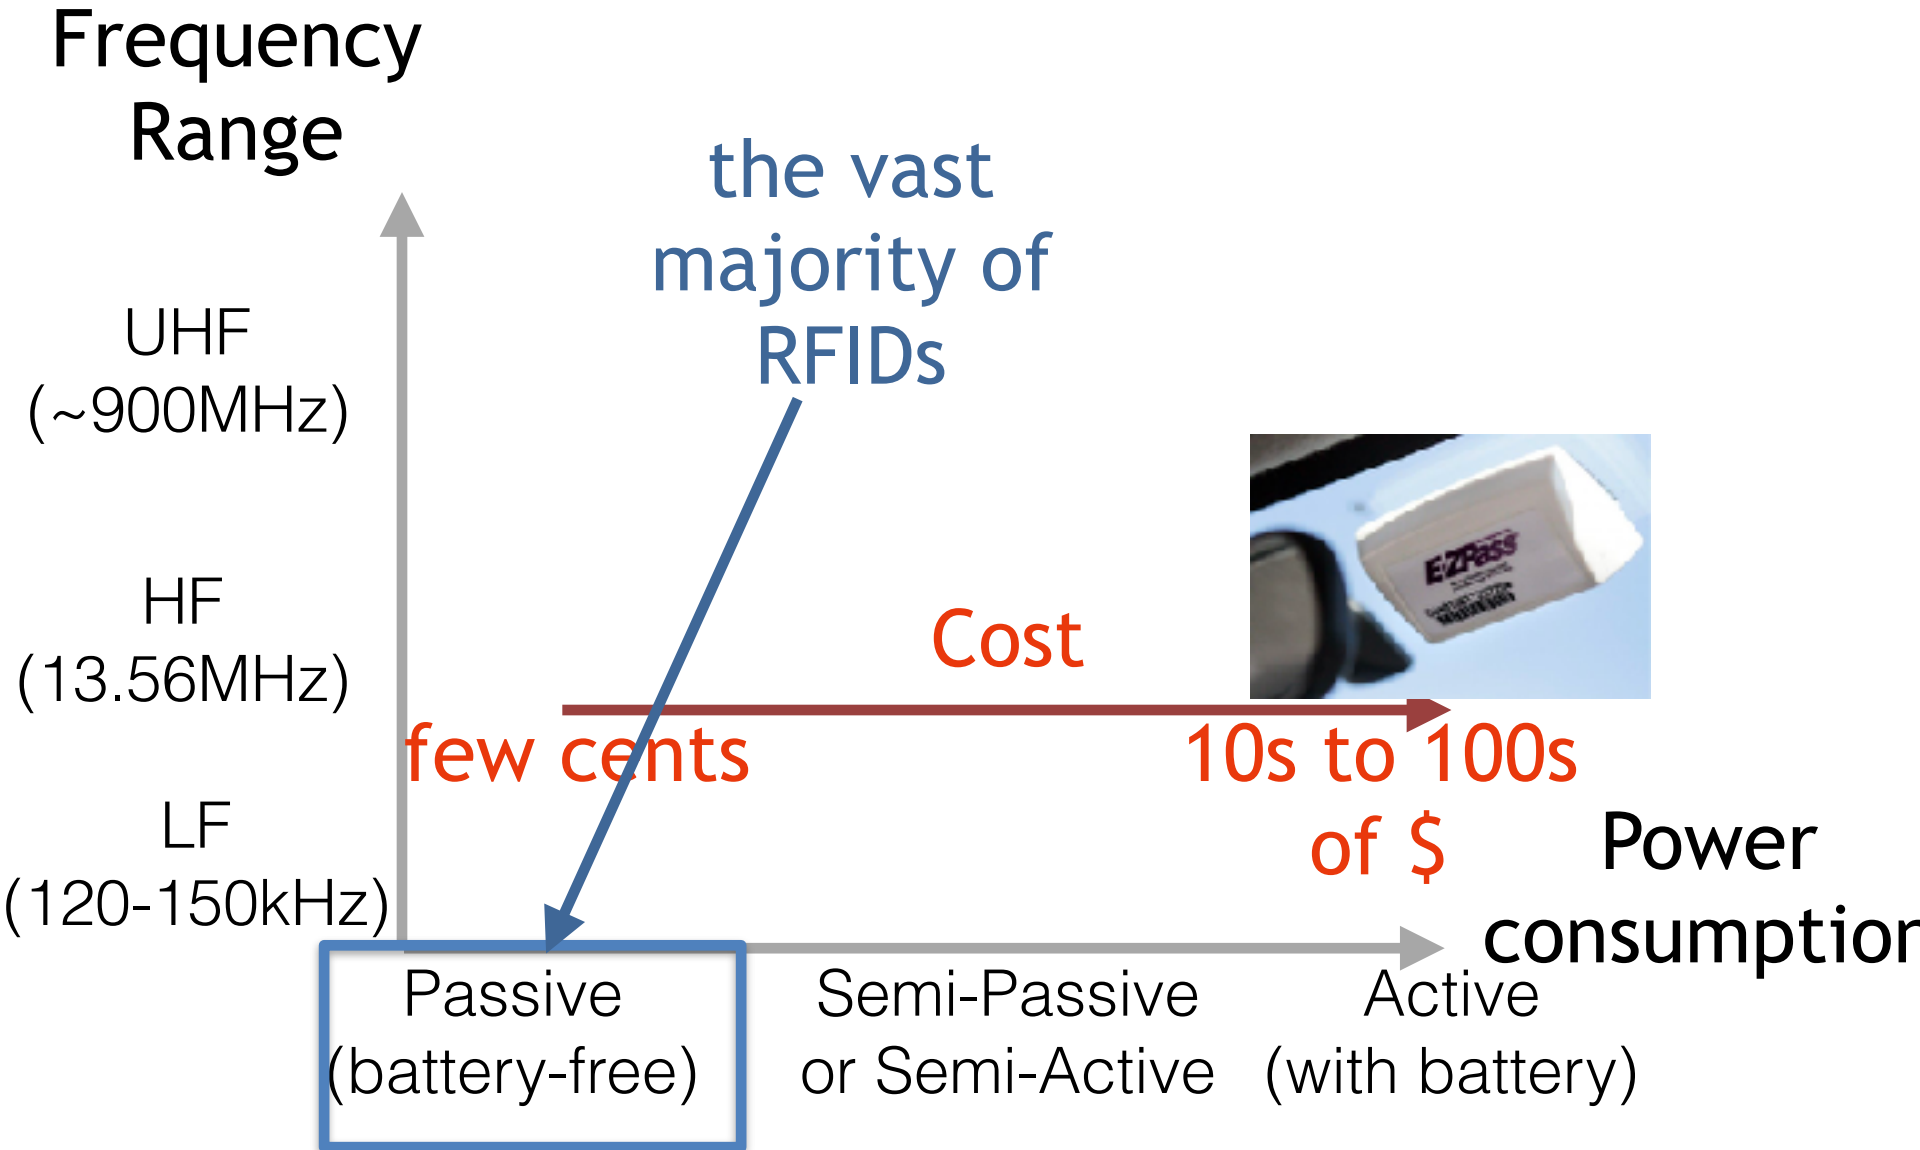 Frequency
Range
the vast
majority of
RFIDs
UHF
(~900MHz)
E-ZPass
HF
(13.56MHz)
Cost
few cents
10s to 100s
of $
LF
(120-150kHz)
Power
consumption
Passive
(battery-free)
Semi-Passive
or Semi-Active
Active
(with battery)